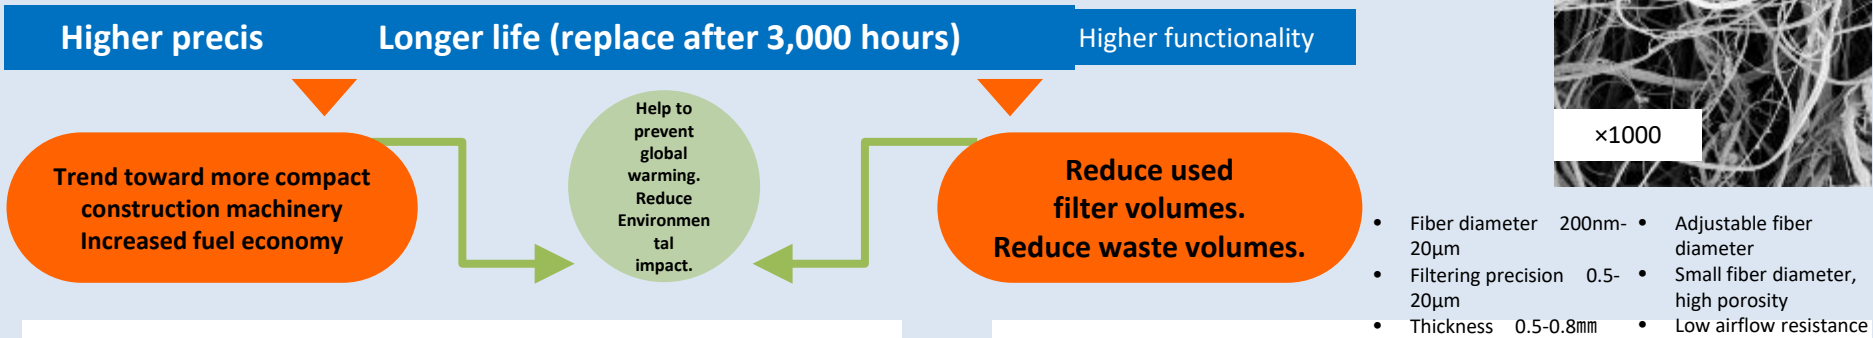 Higher precis
Longer life (replace after 3,000 hours)
Higher functionality
Trend toward more compact
construction machinery
Increased fuel economy
Help to
prevent
global
warming.
Reduce
Environmen
tal
impact.
Reduce used
filter volumes.
Reduce waste volumes.
×1000
• Fiber diameter 200nm-
20μm
• Filtering precision 0.5-
20μm
• Thickness 0.5-0.8㎜
• Adjustable fiber
diameter
• Small fiber diameter,
high porosity
• Low airflow resistance